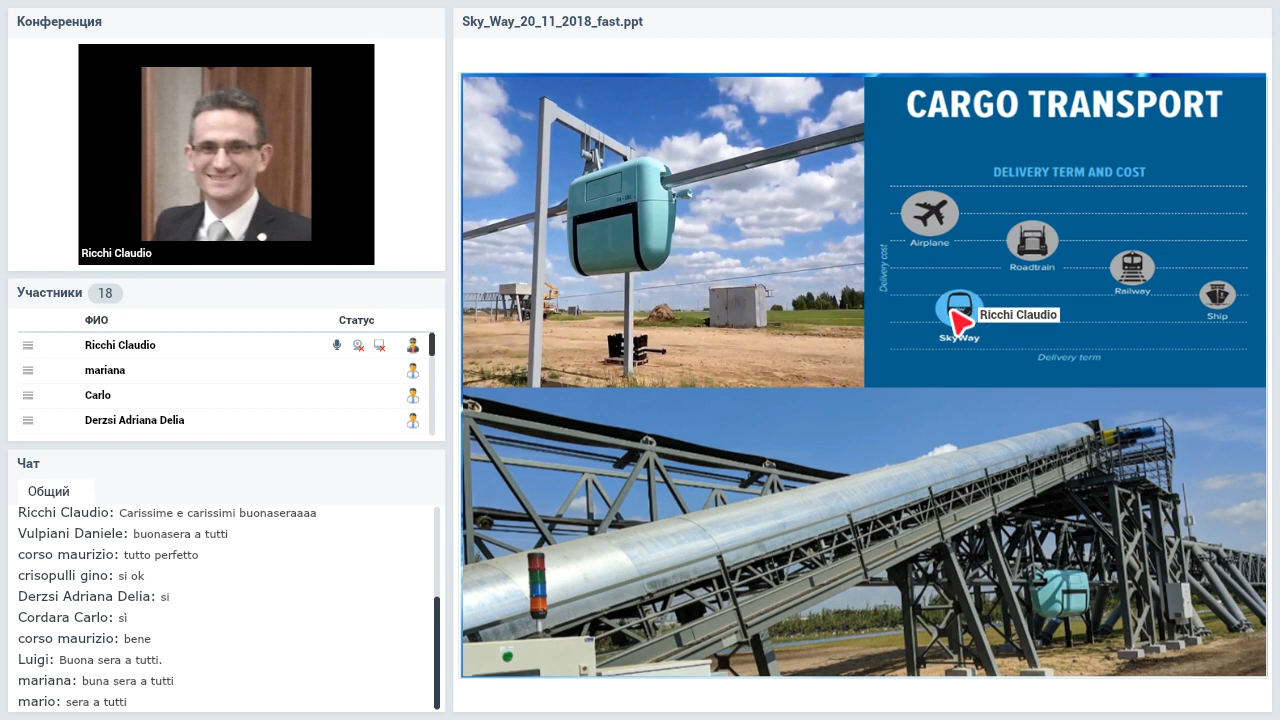 Конференция
Ricchi Claudio
Участники 18
ФИО Статус
Ricchi Claudio
mariana
Carlo
Derzsi Adriana Delia
Чат
Общий
Ricchi Claudio: Carissime e carissimi buonaseraaaa
Vulpiani Daniele: buonasera a tutti
corso maurizio: tutto perfetto
crisopulli gino: si ok
Derzsi Adriana Delia: si
Cordara Carlo: sì
corso maurizio: bene
Luigi: Buona sera a tutti.
mariana: buna sera a tutti
mario: sera a tutti
Sky_Way_20_11_2018_fast.ppt
CARGO TRANSPORT
DELIVERY TERM AND COST
Delivery cost
Airplane
Roadtrain
Railway
Ship
Ricchi Claudio
SkyWay
Delivery term